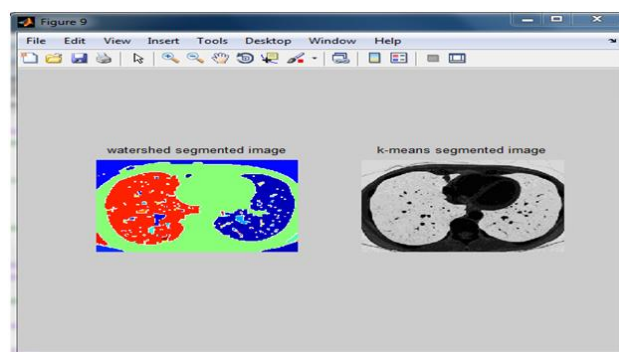 Figure 9
File Edit View Insert Tools Desktop Window Help
watershed segmented image
k-means segmented image